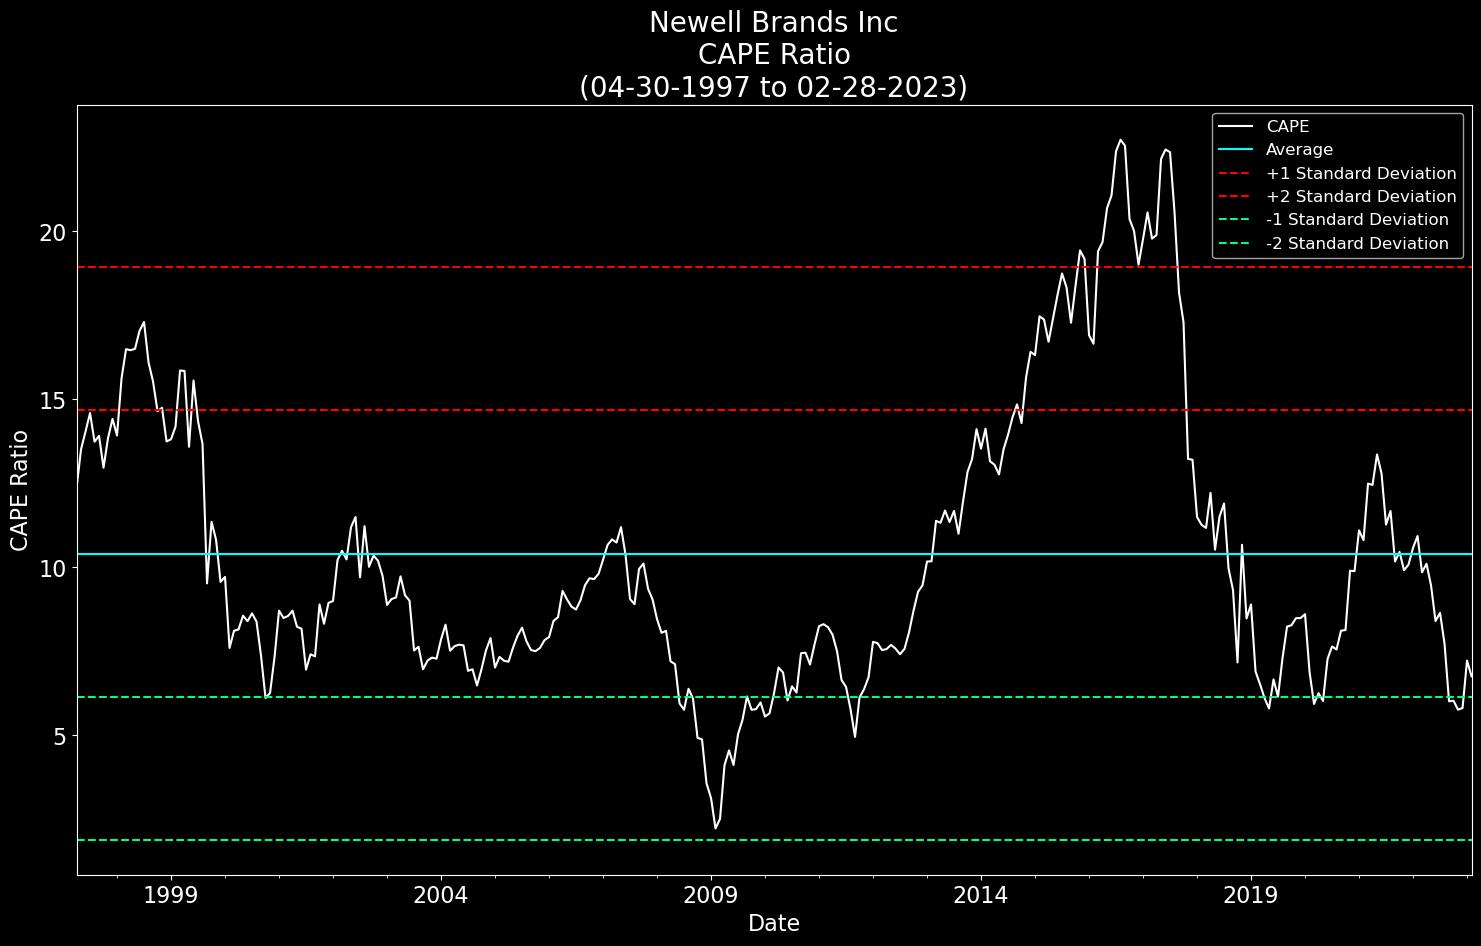 Newell Brands Inc
CAPE Ratio
(04-30-1997 to 02-28-2023)
CAPE
Average
+1 Standard Deviation
+2 Standard Deviation
-1 Standard Deviation
-2 Standard Deviation
CAPE Ratio
20
15
10
5
1999
2004
2009
2014
2019
Date